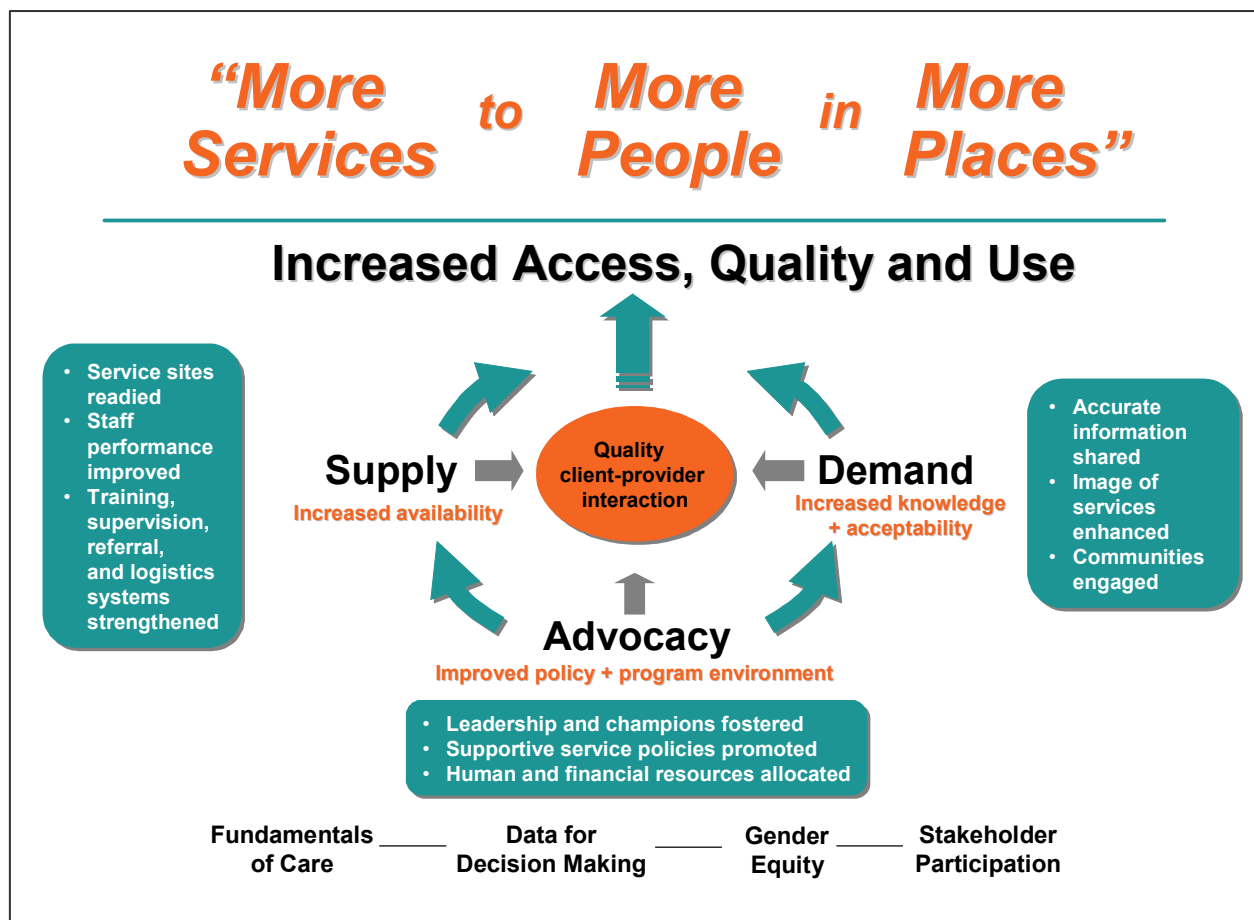 “More Services to More People in More Places”
Increased Access, Quality and Use
• Service sites
readied
• Staff
performance
improved
• Training,
supervision,
referral,
and logistics
systems
strengthened
Supply
Increased availability
Quality
client-provider
interaction
Demand
Increased knowledge
+ acceptability
• Accurate
information
shared
• Image of
services
enhanced
• Communities
engaged
Advocacy
Improved policy + program environment
• Leadership and champions fostered
• Supportive service policies promoted
• Human and financial resources allocated
Fundamentals
of Care
Data for
Decision Making
Gender
Equity
Stakeholder
Participation